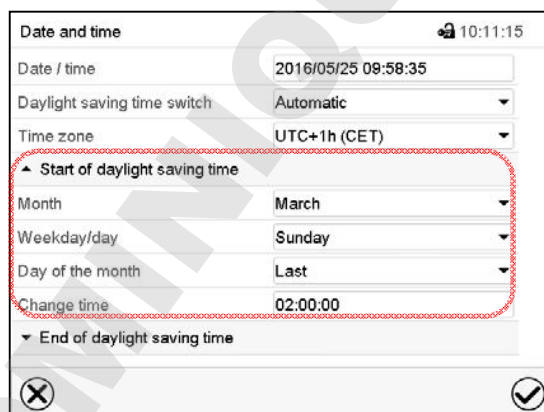 Date and time 10:11:15
Date / time 2016/05/25 09:58:35
Daylight saving time switch Automatic
Time zone UTC+1h (CET)
Start of daylight saving time
Month March
Weekday/day Sunday
Day of the month Last
Change time 02:00:00
End of daylight saving time